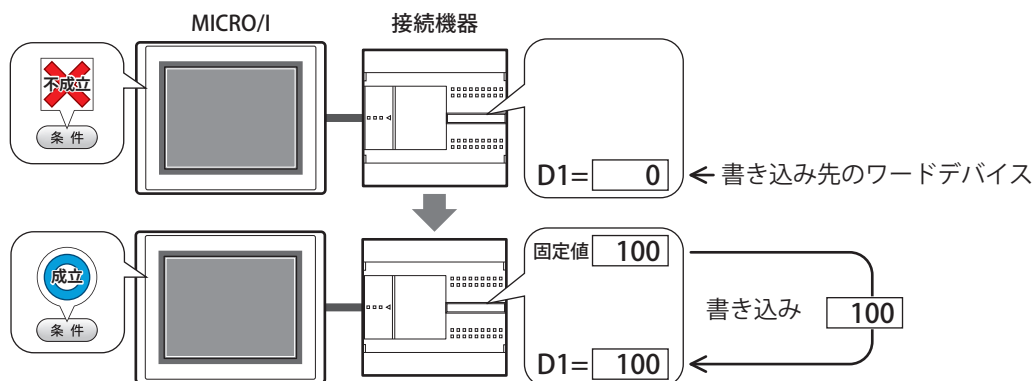 MICRO/I
接続機器
不成立
条 件
D1= 0
書き込み先のワードデバイス
成立
条 件
固定値 100
書き込み 100
D1= 100